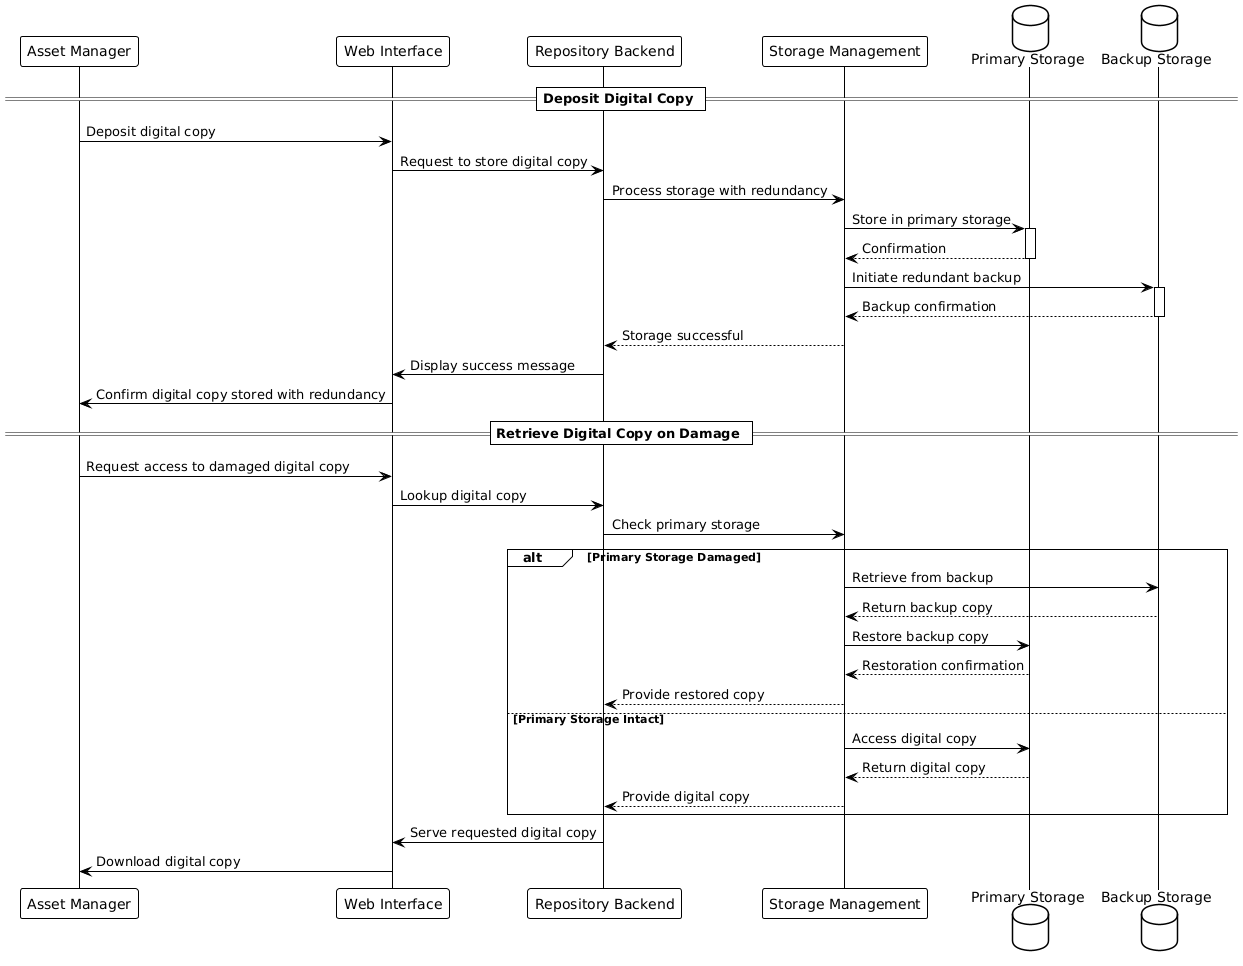 Asset Manager
Web Interface
Repository Backend
Storage Management
Primary Storage
Backup Storage
Deposit Digital Copy
Deposit digital copy
Request to store digital copy
Process storage with redundancy
Store in primary storage
Confirmation
Initiate redundant backup
Backup confirmation
Storage successful
Display success message
Confirm digital copy stored with redundancy
Retrieve Digital Copy on Damage
Request access to damaged digital copy
Lookup digital copy
Check primary storage
alt
[Primary Storage Damaged]
Retrieve from backup
Return backup copy
Restore backup copy
Restoration confirmation
Provide restored copy
[Primary Storage Intact]
Access digital copy
Return digital copy
Provide digital copy
Serve requested digital copy
Download digital copy
Asset Manager
Web Interface
Repository Backend
Storage Management
Primary Storage
Backup Storage